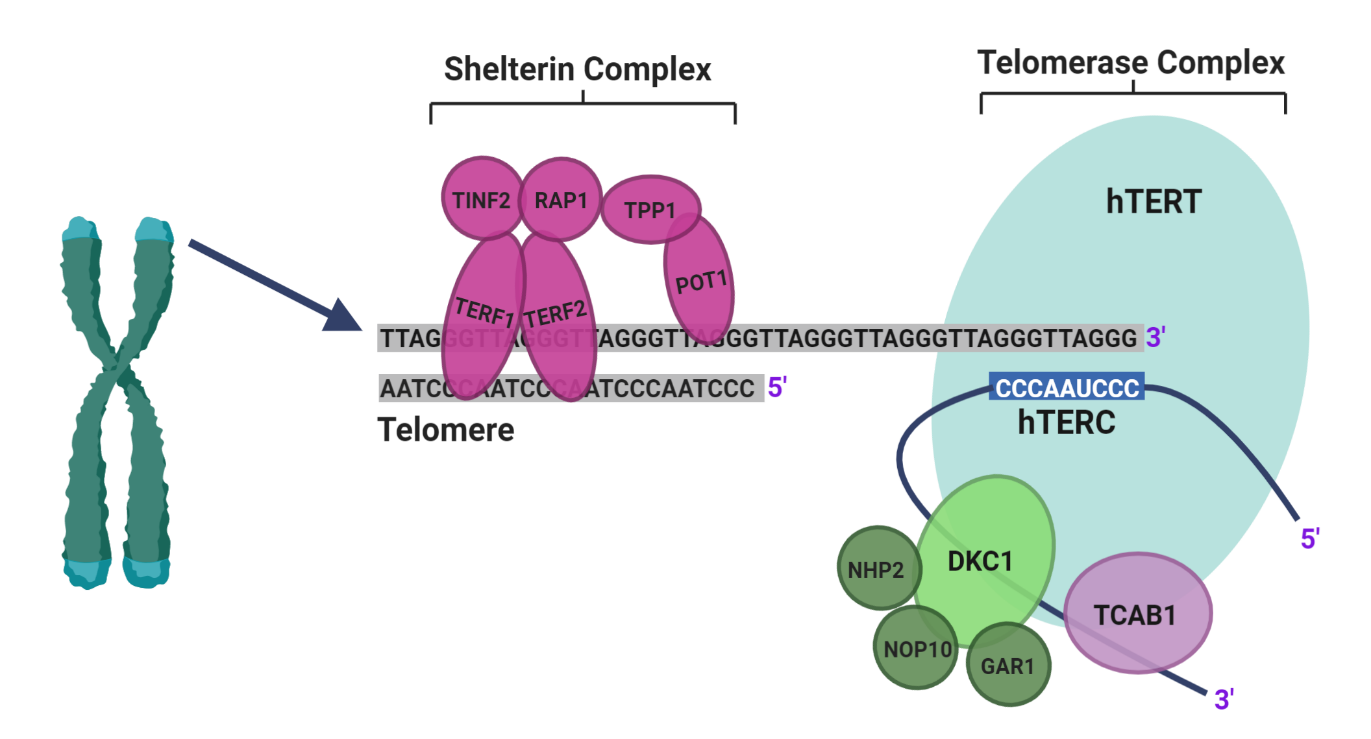 Shelterin Complex
Telomerase Complex
TINF2
RAP1
TPP1
hTERT
POT1
TERF1
TERF2
TTAGGGTTAGGGTTAGGGTTAGGGTTAGGGTTAGGGTTAGGGTTAGGG 3'
AATCCCAATCCCAATCCCAATCCC 5'
CCCAAUCCC
hTERC
Telomere
5'
DKC1
NHP2
TCAB1
NOP10
GAR1
3'